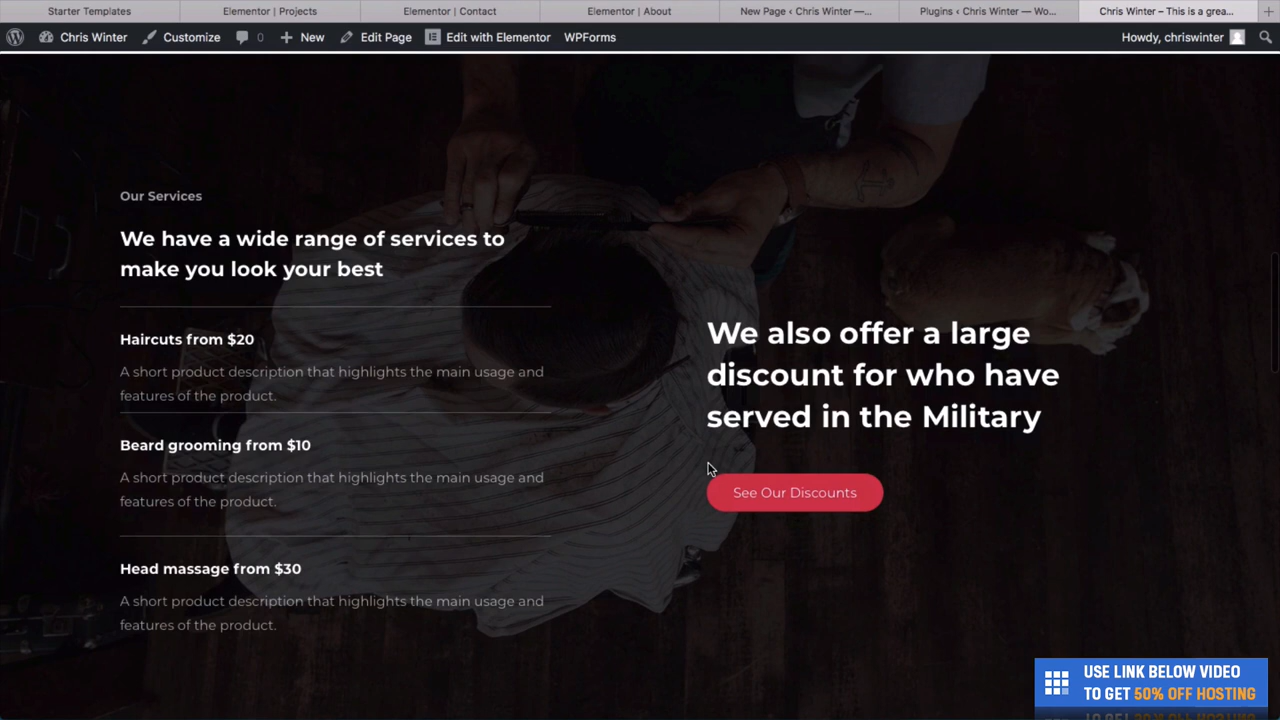 Starter Templates
Elementor | Projects
Elementor | Contact
Elementor | About
New Page ‹ Chris Winter —...
Plugins ‹ Chris Winter — Wo...
Chris Winter – This is a grea...
Chris Winter
Customize
0
New
Edit Page
Edit with Elementor
WPForms
Howdy, chriswinter
Our Services
We have a wide range of services to
make you look your best
Haircuts from $20
A short product description that highlights the main usage and
features of the product.
Beard grooming from $10
A short product description that highlights the main usage and
features of the product.
Head massage from $30
A short product description that highlights the main usage and
features of the product.
We also offer a large
discount for who have
served in the Military
See Our Discounts
USE LINK BELOW VIDEO
TO GET 50% OFF HOSTING